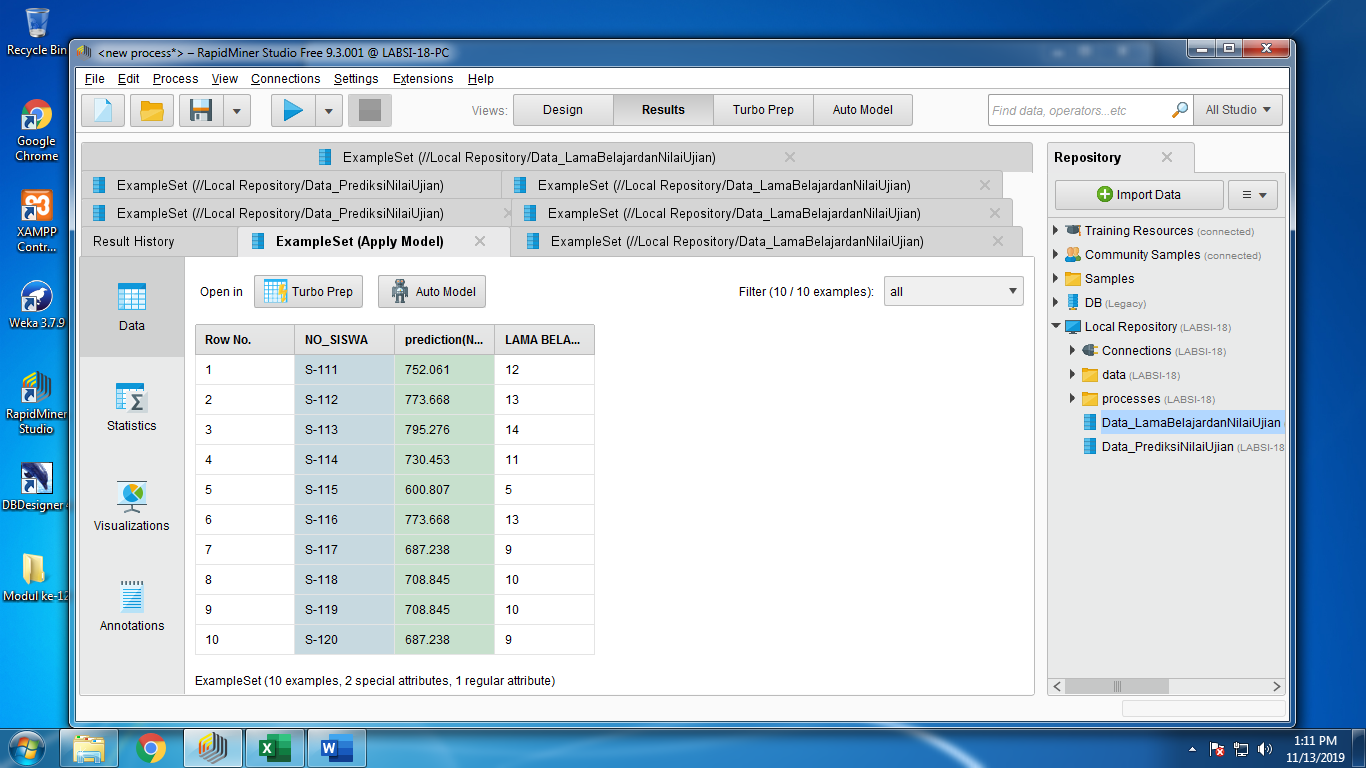 Recycle Bin
Google
Chrome
XAMPP
Contr...
Weka 3.7.9
RapidMiner
Studio
DBDesigner
Modul ke-12
<new process*> – RapidMiner Studio Free 9.3.001 @ LABSI-18-PC
File Edit Process View Connections Settings Extensions Help
Views: Design Results Turbo Prep Auto Model
Find data, operators...etc All Studio
ExampleSet (//Local Repository/Data_LamaBelajardanNilaiUjian)
ExampleSet (//Local Repository/Data_PrediksiNilaiUjian) ExampleSet (//Local Repository/Data_LamaBelajardanNilaiUjian)
ExampleSet (//Local Repository/Data_PrediksiNilaiUjian) ExampleSet (//Local Repository/Data_LamaBelajardanNilaiUjian)
Result History ExampleSet (Apply Model) ExampleSet (//Local Repository/Data_LamaBelajardanNilaiUjian)
Data
Statistics
Visualizations
Annotations
Open in Turbo Prep Auto Model Filter (10 / 10 examples): all
Row No. NO_SISWA prediction(N... LAMA BELA...
1 S-111 752.061 12
2 S-112 773.668 13
3 S-113 795.276 14
4 S-114 730.453 11
5 S-115 600.807 5
6 S-116 773.668 13
7 S-117 687.238 9
8 S-118 708.845 10
9 S-119 708.845 10
10 S-120 687.238 9
ExampleSet (10 examples, 2 special attributes, 1 regular attribute)
Repository
Import Data
Training Resources (connected)
Community Samples (connected)
Samples
DB (Legacy)
Local Repository (LABSI-18)
Connections (LABSI-18)
data (LABSI-18)
processes (LABSI-18)
Data_LamaBelajardanNilaiUjian
Data_PrediksiNilaiUjian (LABSI-18
1:11 PM
11/13/2019